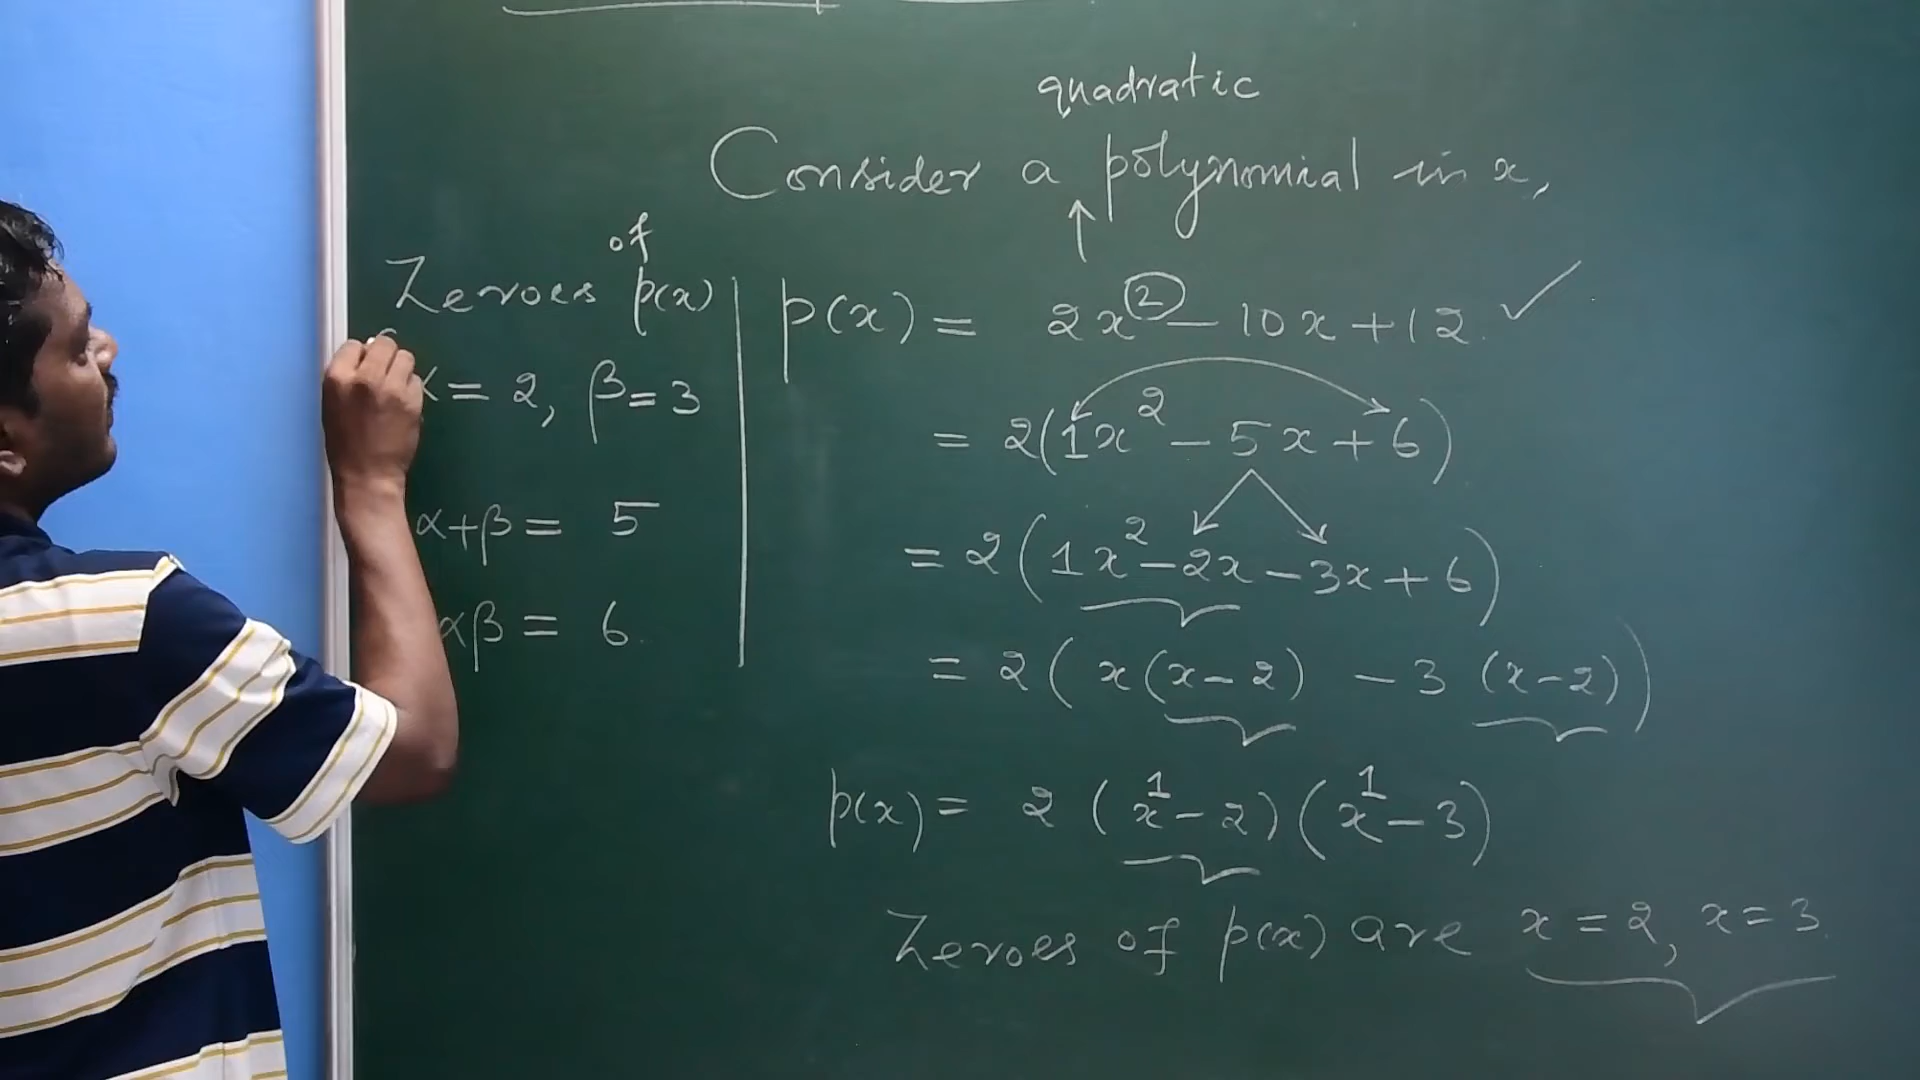 quadratic
Consider a polynomial in x,
Zeroes of p(x)
α = 2, β = 3
α+β = 5
αβ = 6
p(x) = 2x² − 10x + 12
= 2(1x² − 5x + 6)
= 2(1x² − 2x − 3x + 6)
= 2(x(x−2) − 3(x−2))
p(x) = 2(x¹−2)(x¹−3)
Zeroes of p(x) are x = 2, x = 3